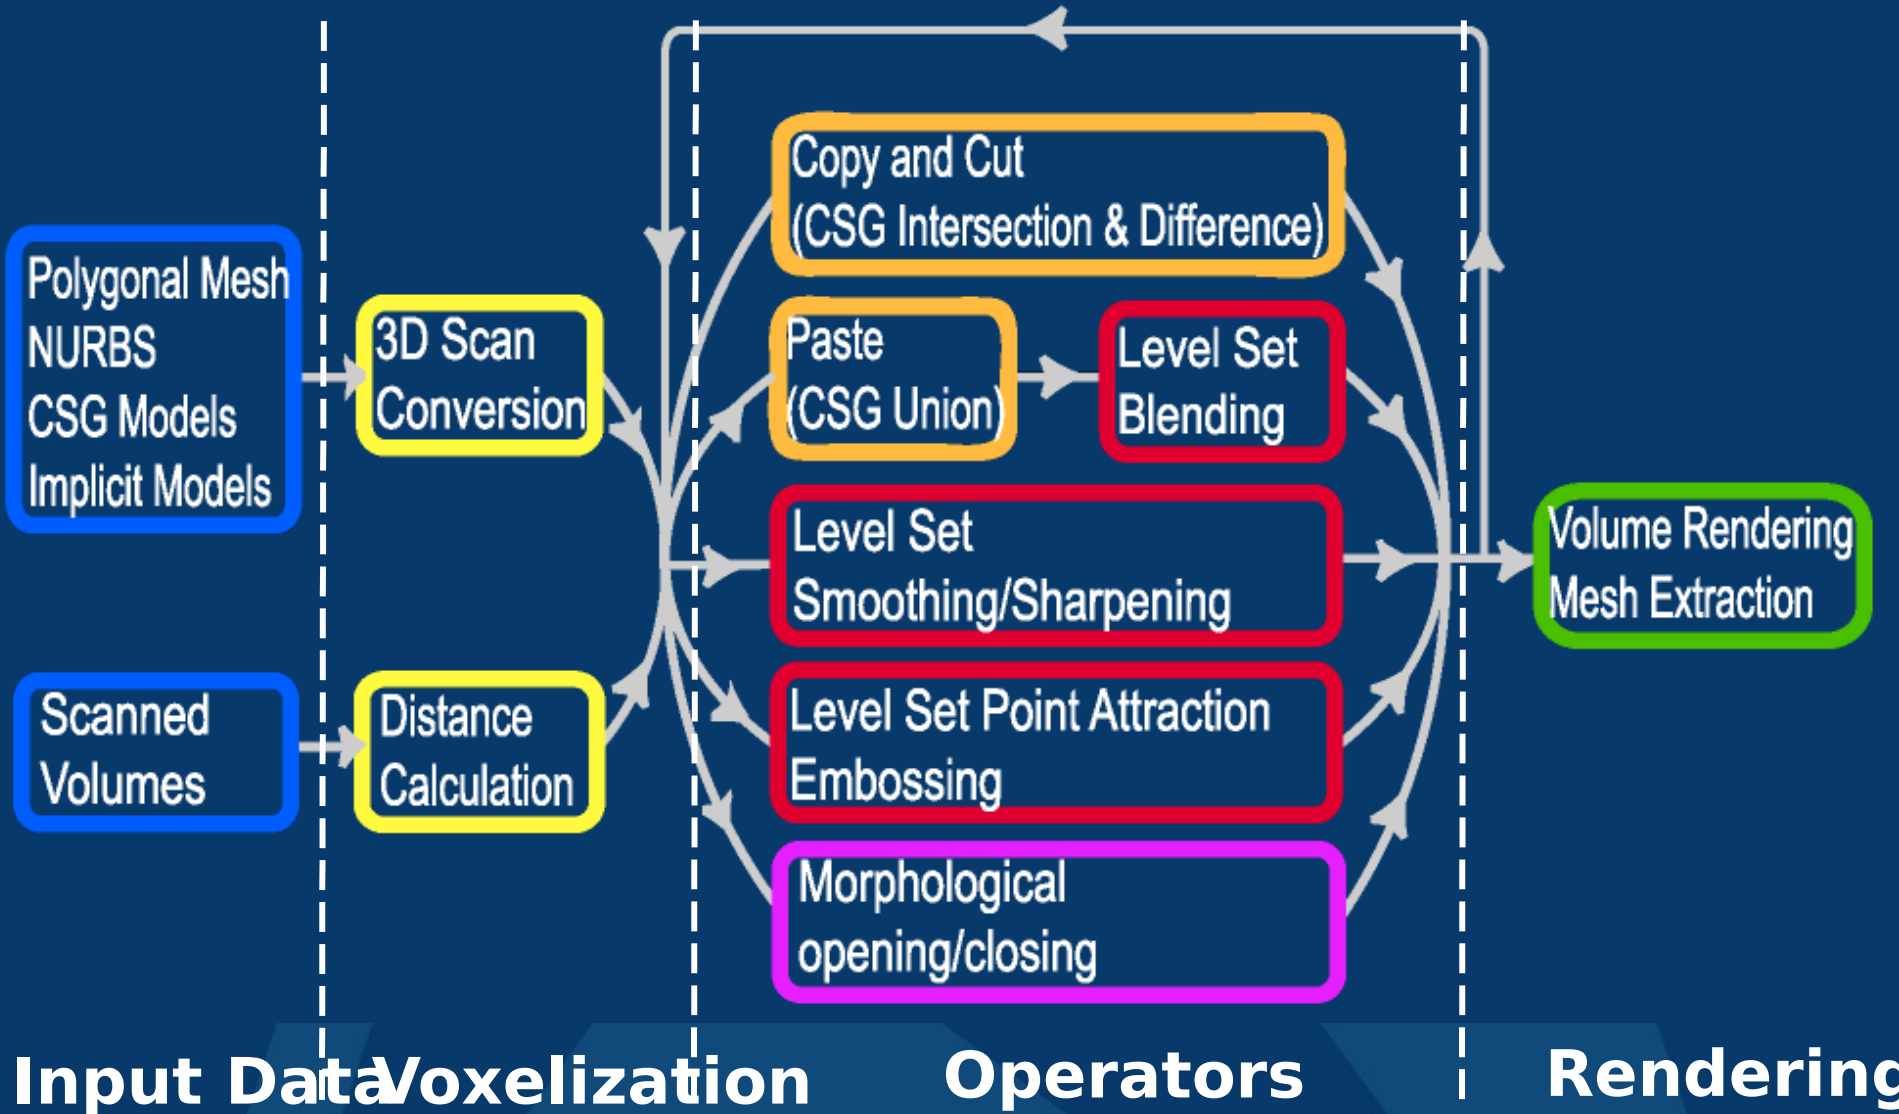 Polygonal Mesh
NURBS
CSG Models
Implicit Models
Scanned
Volumes
3D Scan
Conversion
Distance
Calculation
Copy and Cut
(CSG Intersection & Difference)
Paste
(CSG Union)
Level Set
Blending
Level Set
Smoothing/Sharpening
Level Set Point Attraction
Embossing
Morphological
opening/closing
Volume Rendering
Mesh Extraction
Input Data
Voxelization
Operators
Rendering